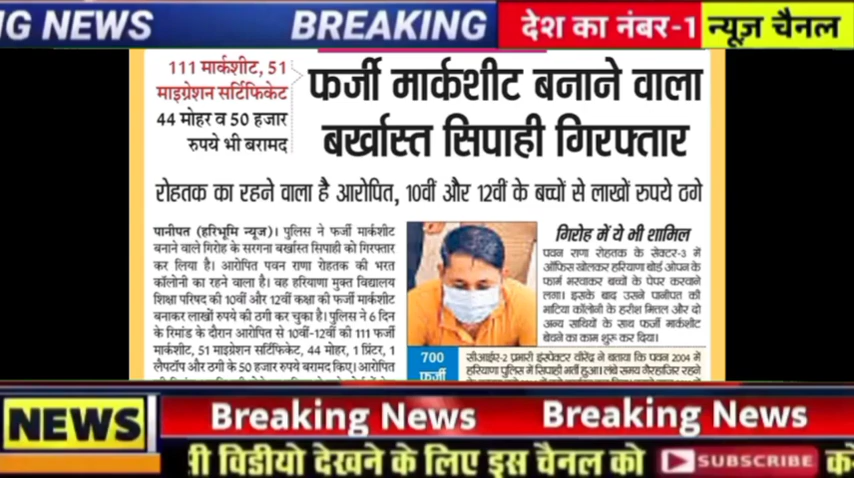 G NEWS BREAKING देश का नंबर-1 न्यूज़ चैनल
111 मार्कशीट, 51
माइग्रेशन सर्टिफिकेट
44 मोहर व 50 हजार
रुपये भी बरामद
फर्जी मार्कशीट बनाने वाला
बर्खास्त सिपाही गिरफ्तार
रोहतक का रहने वाला है आरोपित, 10वीं और 12वीं के बच्चों से लाखों रुपये ठगे
पानीपत (हरिभूमि न्यूज)। पुलिस ने फर्जी मार्कशीट
बनाने वाले गिरोह के सरगना बर्खास्त सिपाही को गिरफ्तार
कर लिया है। आरोपित पवन राणा रोहतक की भरत
कॉलोनी का रहने वाला है। वह हरियाणा मुक्त विद्यालय
शिक्षा परिषद की 10वीं और 12वीं कक्षा की फर्जी मार्कशीट
बनाकर लाखों रुपये की ठगी कर चुका है। पुलिस ने 6 दिन
के रिमांड के दौरान आरोपित से 10वीं-12वीं की 111 फर्जी
मार्कशीट, 51 माइग्रेशन सर्टिफिकेट, 44 मोहर, 1 प्रिंटर, 1
लैपटॉप और ठगी के 50 हजार रुपये बरामद किए। आरोपित
गिरोह में ये भी शामिल
पवन राणा रोहतक के सेक्टर-3 में
ऑफिस खोलकर हरियाणा बोर्ड ओपन के
फार्म भरवाकर बच्चों के पेपर करवाने
लगा। इसके बाद उसने पानीपत की
भाटिया कॉलोनी के हरीश मित्तल और दो
अन्य साथियों के साथ फर्जी मार्कशीट
बेचने का काम शुरू कर दिया।
700
फर्जी
सीआईए-2 प्रभारी इंस्पेक्टर वीरेंद्र ने बताया कि पवन 2004 में
हरियाणा पुलिस में सिपाही भर्ती हुआ। लंबे समय गैरहाजिर रहने
NEWS Breaking News Breaking News
नी विडीयो देखने के लिए इस चैनल को SUBSCRIBE क